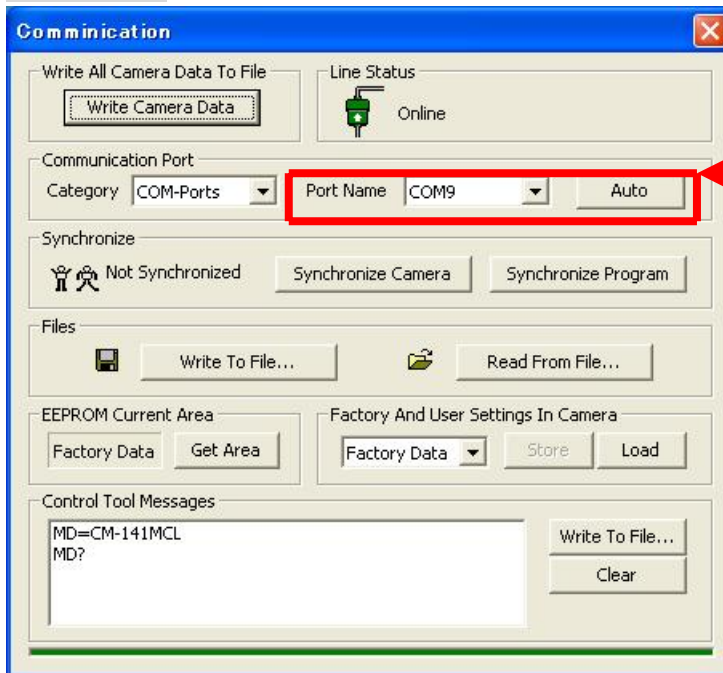 Comminication
Write All Camera Data To File
Write Camera Data
Line Status
Online
Communication Port
Category COM-Ports Port Name COM9 Auto
Synchronize
Not Synchronized Synchronize Camera Synchronize Program
Files
Write To File... Read From File...
EEPROM Current Area
Factory Data Get Area
Factory And User Settings In Camera
Factory Data Store Load
Control Tool Messages
MD=CM-141MCL
MD?
Write To File...
Clear